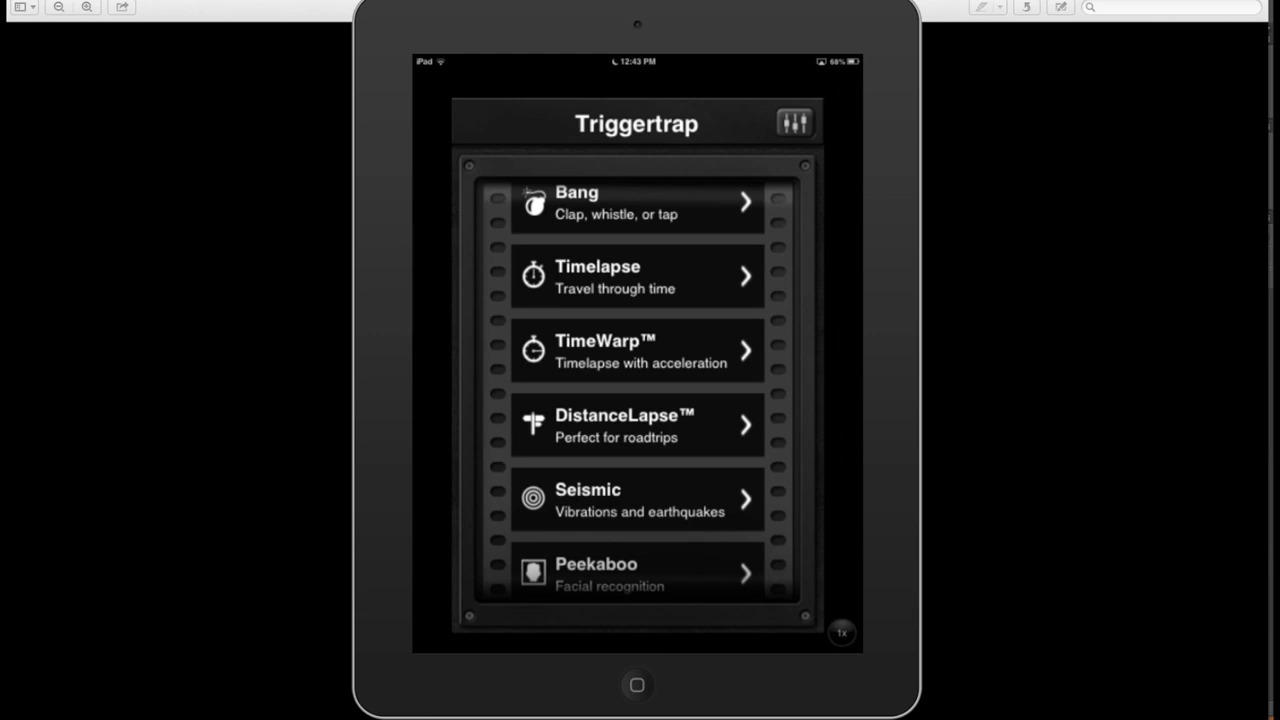 5
iPad
12:43 PM
68%
Triggertrap
Bang
Clap, whistle, or tap
Timelapse
Travel through time
TimeWarp™
Timelapse with acceleration
DistanceLapse™
Perfect for roadtrips
Seismic
Vibrations and earthquakes
Peekaboo
Facial recognition
1x